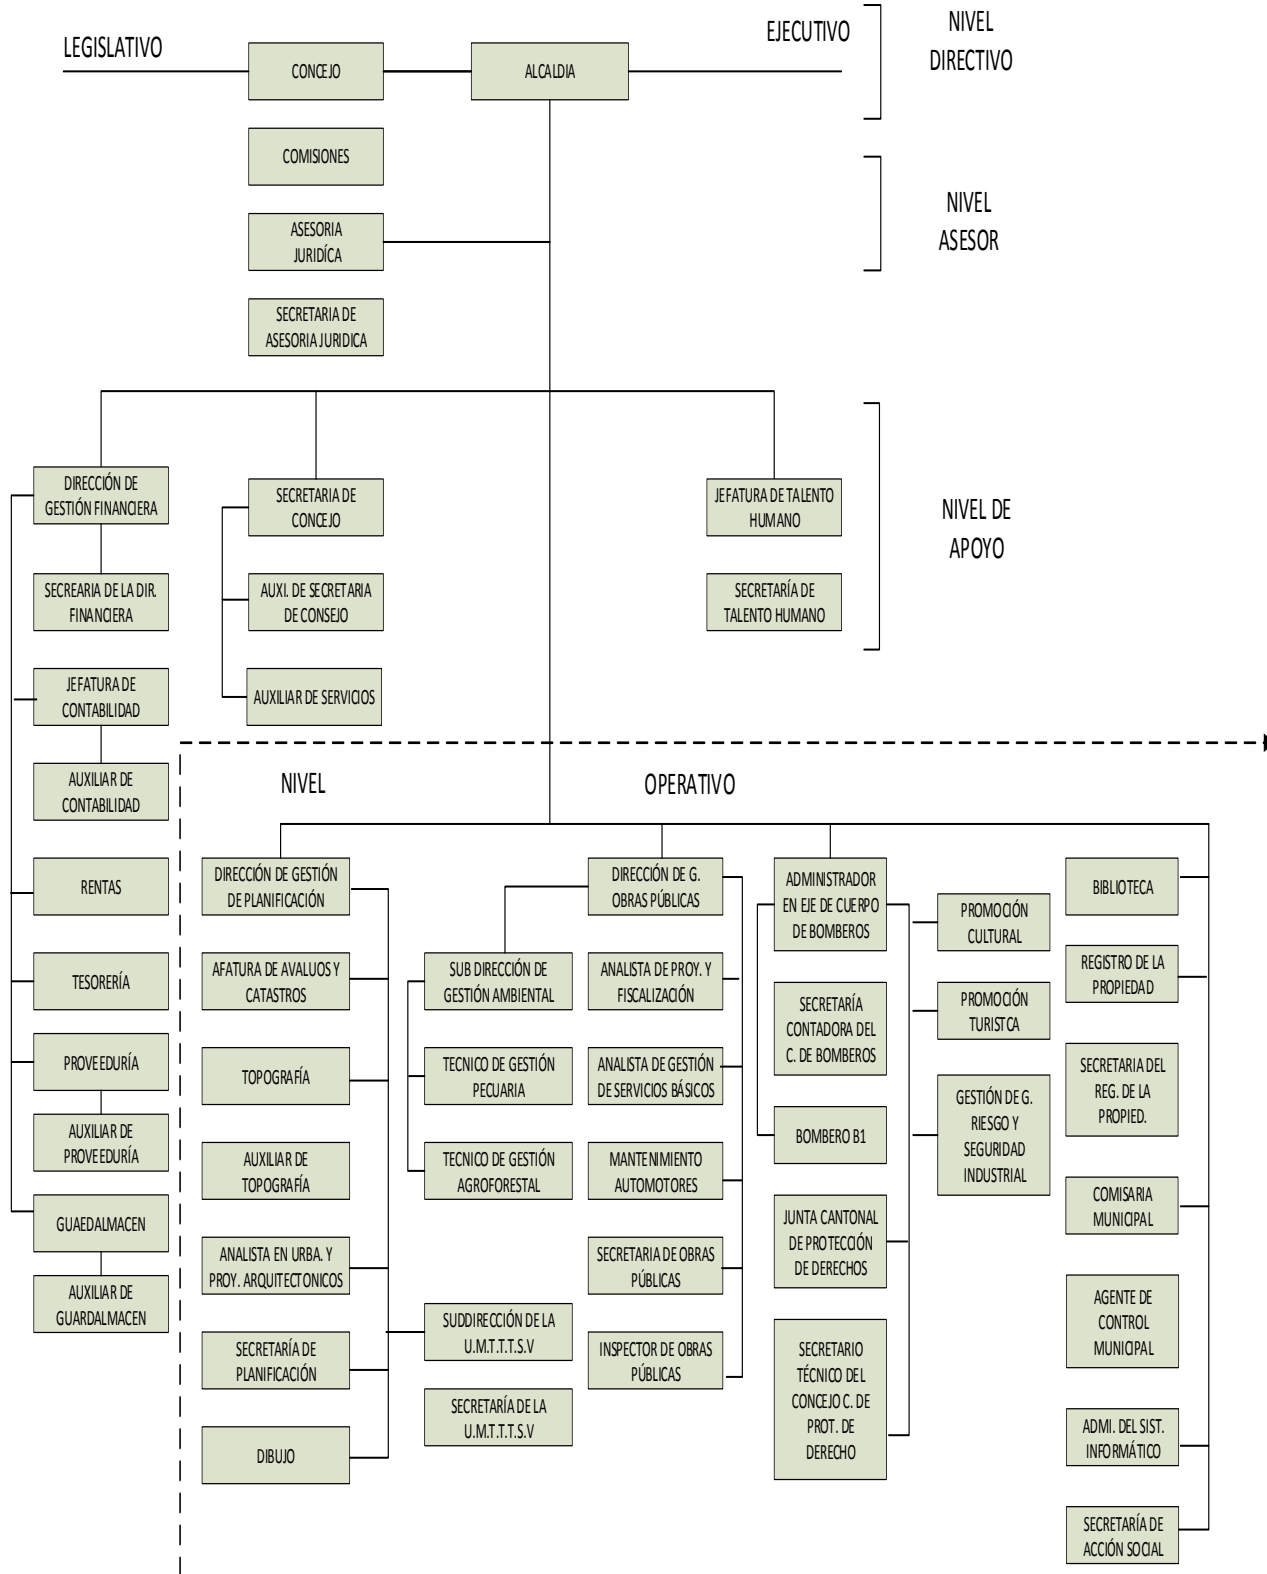 LEGISLATIVO
EJECUTIVO
NIVEL
DIRECTIVO
CONCEJO
ALCALDIA
COMISIONES
NIVEL
ASESOR
ASESORIA
JURIDÍCA
SECRETARIA DE
ASESORIA JURIDICA
DIRECCIÓN DE
GESTIÓN FINANCIERA
SECRETARIA DE
CONCEJO
JEFATURA DE TALENTO
HUMANO
NIVEL DE
APOYO
SECREARIA DE LA DIR.
FINANCIERA
AUXI. DE SECRETARIA
DE CONSEJO
SECRETARÍA DE
TALENTO HUMANO
JEFATURA DE
CONTABILIDAD
AUXILIAR DE SERVICIOS
AUXILIAR DE
CONTABILIDAD
RENTAS
TESORERÍA
PROVEEDURÍA
AUXILIAR DE
PROVEEDURÍA
GUAEDALMACEN
AUXILIAR DE
GUARDALMACEN
NIVEL
OPERATIVO
DIRECCIÓN DE GESTIÓN
DE PLANIFICACIÓN
AFATURA DE AVALUOS Y
CATASTROS
TOPOGRAFÍA
AUXILIAR DE
TOPOGRAFÍA
ANALISTA EN URBA. Y
PROY. ARQUITECTONICOS
SECRETARÍA DE
PLANIFICACIÓN
DIBUJO
SUB DIRECCIÓN DE
GESTIÓN AMBIENTAL
TECNICO DE GESTIÓN
PECUARIA
TECNICO DE GESTIÓN
AGROFORESTAL
SUDDIRECCIÓN DE LA
U.M.T.T.T.S.V
SECRETARÍA DE LA
U.M.T.T.T.S.V
DIRECCIÓN DE G.
OBRAS PÚBLICAS
ANALISTA DE PROY. Y
FISCALIZACIÓN
ANALISTA DE GESTIÓN
DE SERVICIOS BÁSICOS
MANTENIMIENTO
AUTOMOTORES
SECRETARIA DE OBRAS
PÚBLICAS
INSPECTOR DE OBRAS
PÚBLICAS
ADMINISTRADOR
EN EJE DE CUERPO
DE BOMBEROS
SECRETARÍA
CONTADORA DEL
C. DE BOMBEROS
BOMBERO B1
JUNTA CANTONAL
DE PROTECCIÓN
DE DERECHOS
SECRETARIO
TÉCNICO DEL
CONCEJO C. DE
PROT. DE
DERECHO
PROMOCIÓN
CULTURAL
PROMOCIÓN
TURISTCA
GESTIÓN DE G.
RIESGO Y
SEGURIDAD
INDUSTRIAL
BIBLIOTECA
REGISTRO DE LA
PROPIEDAD
SECRETARIA DEL
REG. DE LA
PROPIED.
COMISARIA
MUNICIPAL
AGENTE DE
CONTROL
MUNICIPAL
ADMI. DEL SIST.
INFORMÁTICO
SECRETARÍA DE
ACCIÓN SOCIAL